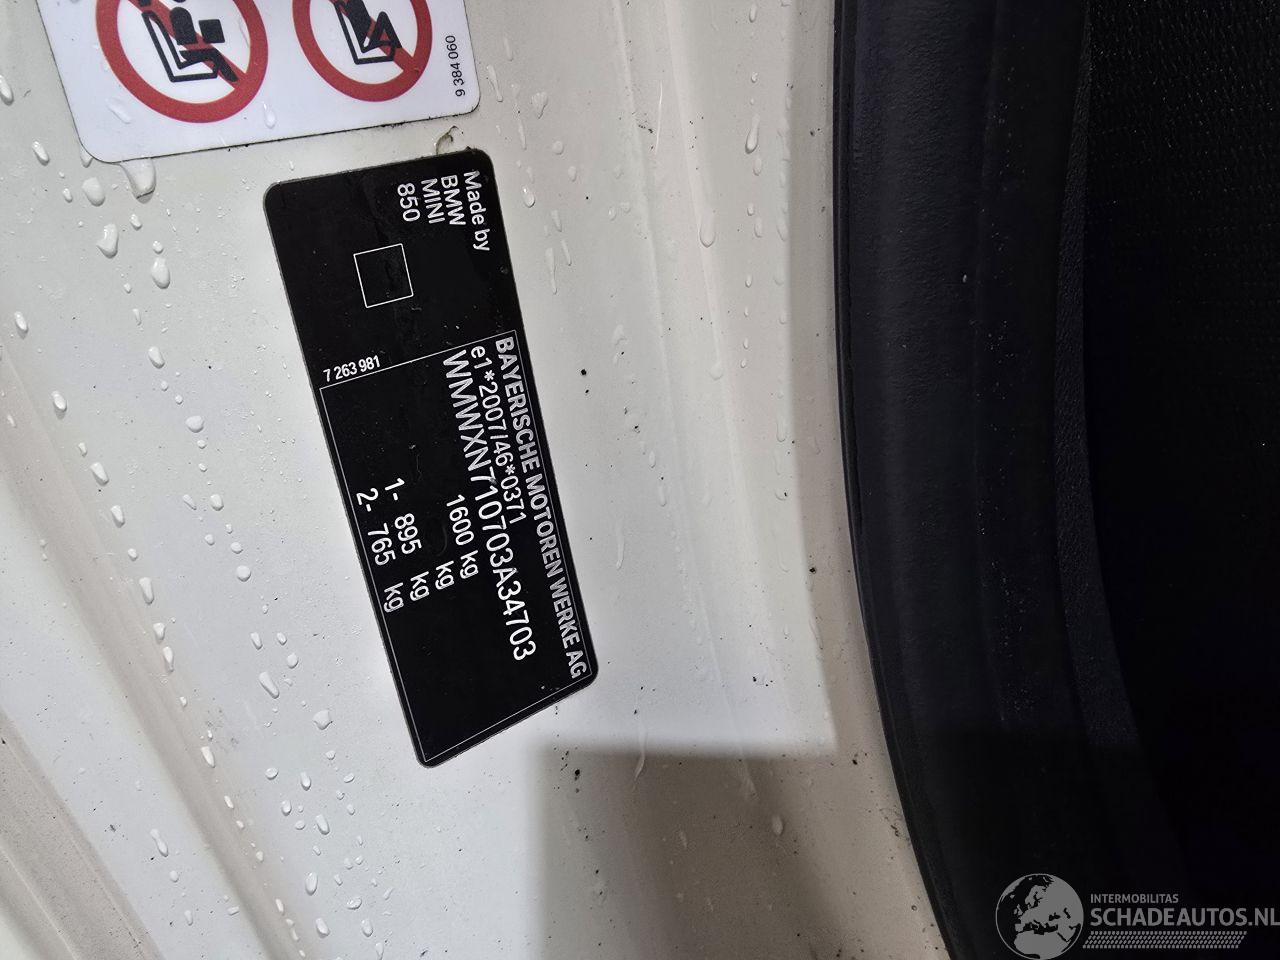 9 384 060
Made by
BMW
MINI
850
7 263 981
BAYERISCHE MOTOREN WERKE AG
e1*2007/46*0371
WMWXN710703A34703
1600 kg
kg
1- 895 kg
2- 765 kg
INTERMOBILITAS
SCHADEAUTOS.NL